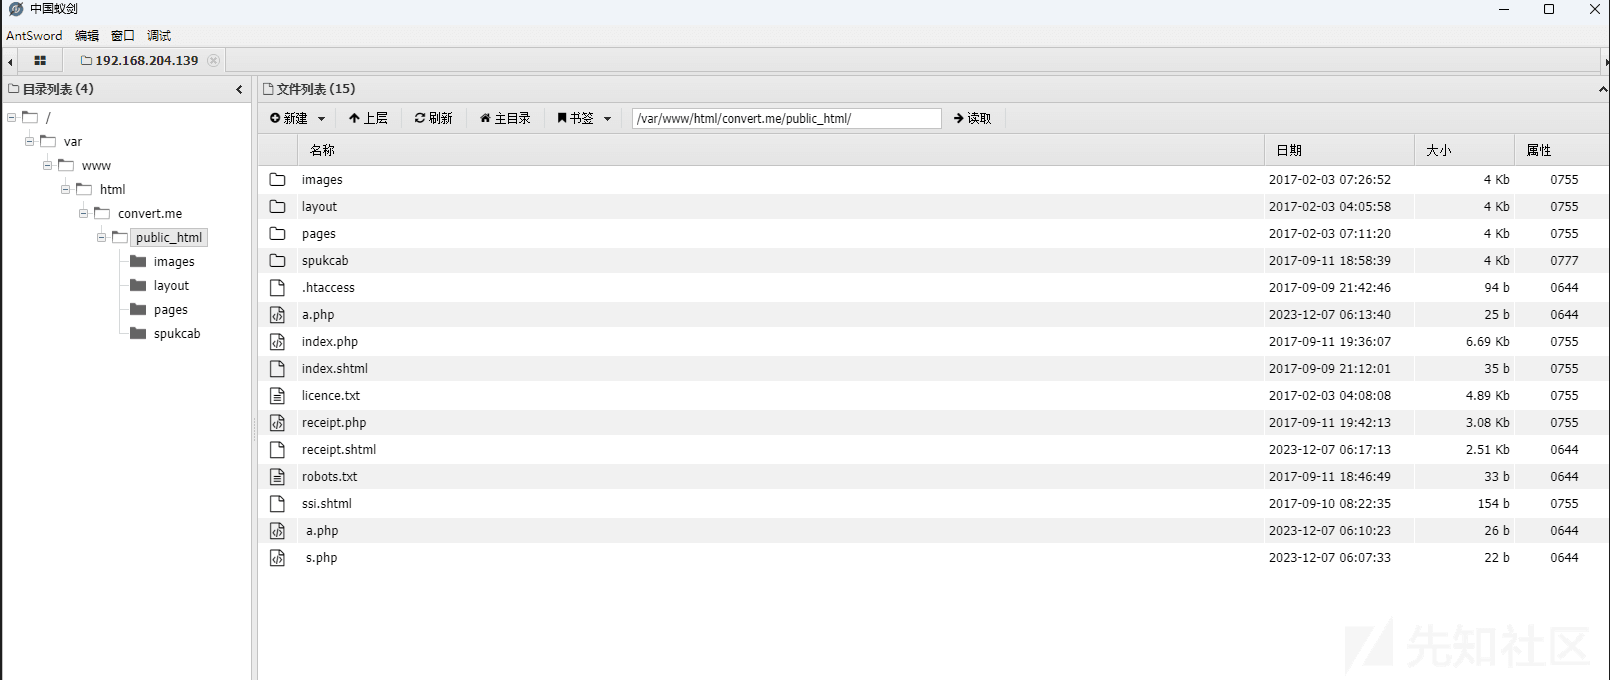 中国蚁剑
AntSword 编辑 窗口 调试
192.168.204.139
目录列表 (4)
/
var
www
html
convert.me
public_html
images
layout
pages
spukcab
文件列表 (15)
新建 上层 刷新 主目录 书签 /var/www/html/convert.me/public_html/ 读取
名称 日期 大小 属性
images 2017-02-03 07:26:52 4 Kb 0755
layout 2017-02-03 04:05:58 4 Kb 0755
pages 2017-02-03 07:11:20 4 Kb 0755
spukcab 2017-09-11 18:58:39 4 Kb 0777
.htaccess 2017-09-09 21:42:46 94 b 0644
a.php 2023-12-07 06:13:40 25 b 0644
index.php 2017-09-11 19:36:07 6.69 Kb 0755
index.shtml 2017-09-09 21:12:01 35 b 0755
licence.txt 2017-02-03 04:08:08 4.89 Kb 0755
receipt.php 2017-09-11 19:42:13 3.08 Kb 0755
receipt.shtml 2023-12-07 06:17:13 2.51 Kb 0644
robots.txt 2017-09-11 18:46:49 33 b 0644
ssi.shtml 2017-09-10 08:22:35 154 b 0755
a.php 2023-12-07 06:10:23 26 b 0644
s.php 2023-12-07 06:07:33 22 b 0644
先知社区